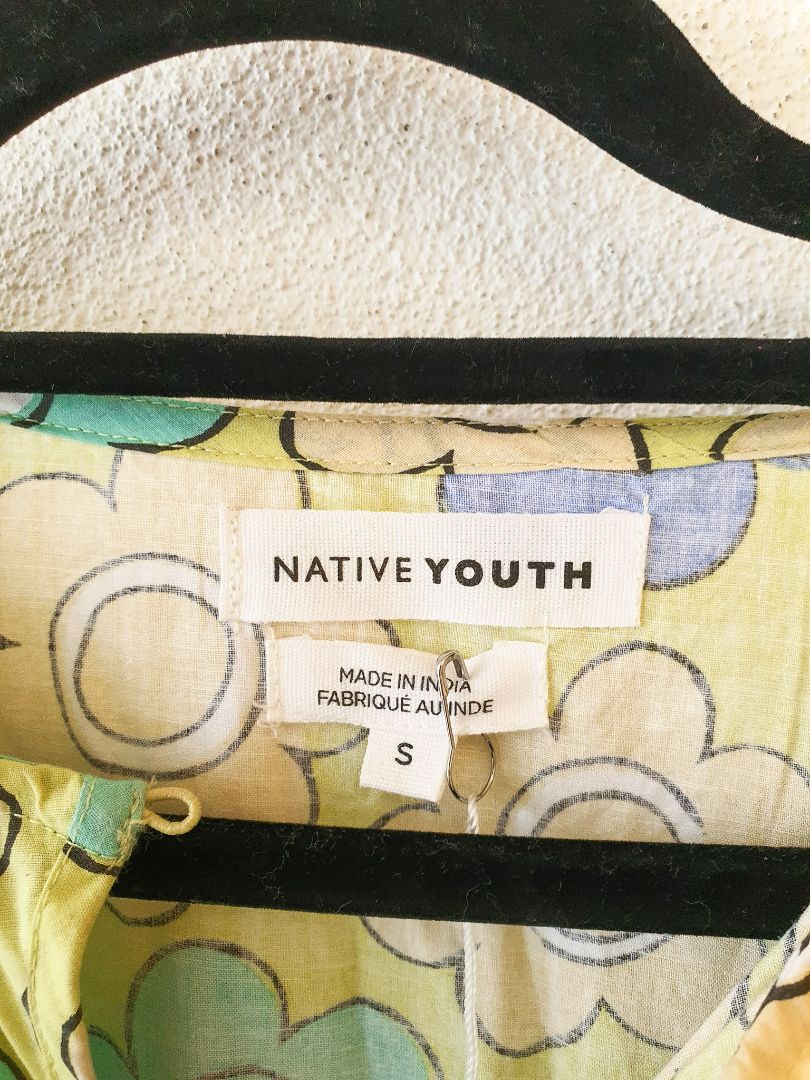 NATIVE YOUTH
MADE IN INDIA
FABRIQUÉ AU INDE
S